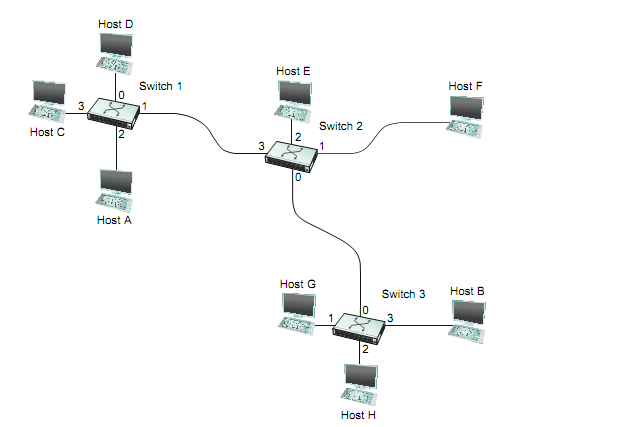 Host D
Switch 1
0
3
1
Host C
2
Host A
Host E
Host F
Switch 2
2
3
1
0
Host G
Switch 3
Host B
0
1
3
2
Host H